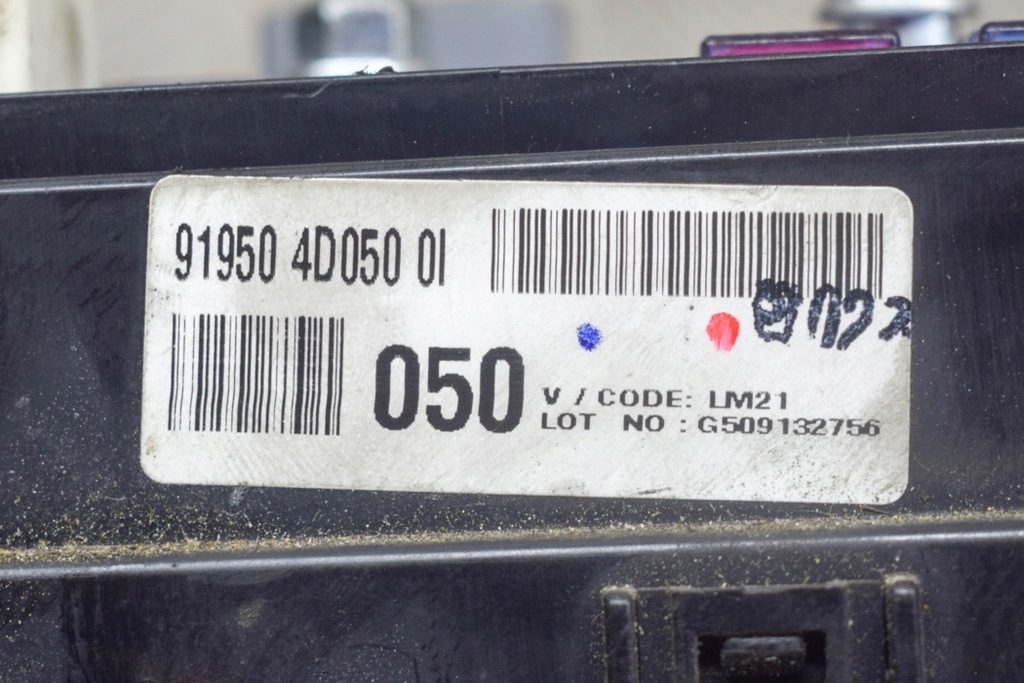 91950 4D050 01
050
V / CODE: LM21
LOT NO : G509132756